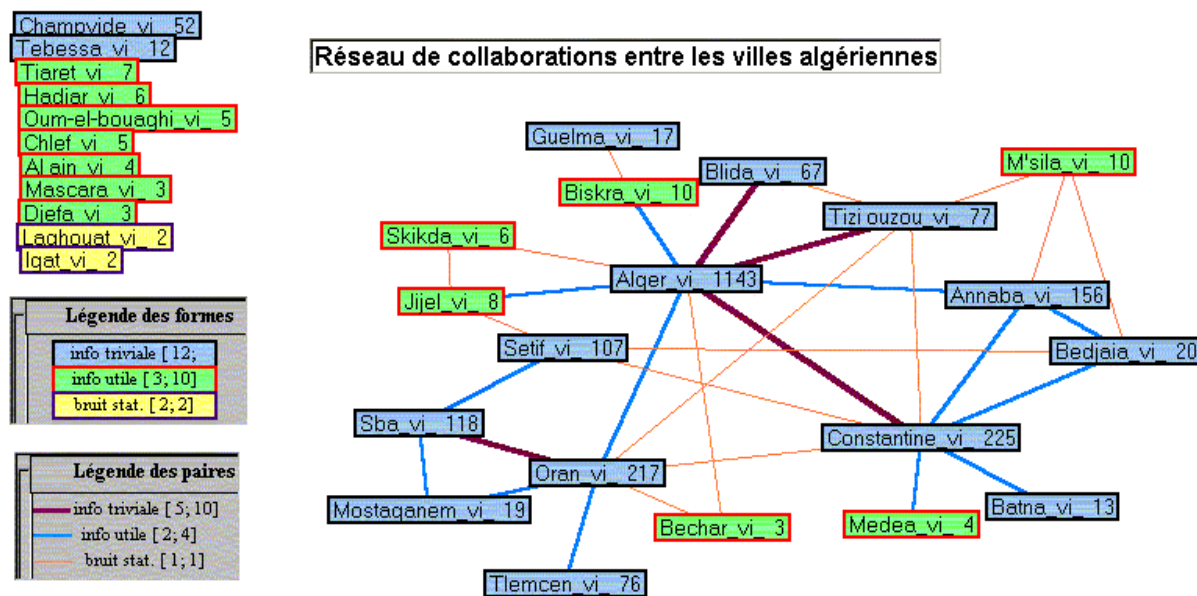 Champvide_vi_ 52
Tebessa_vi_ 12
Tiaret_vi_ 7
Hadjar_vi_ 6
Oum-el-bouaghi_vi_ 5
Chlef_vi_ 5
Al ain_vi_ 4
Mascara_vi_ 3
Djefa_vi_ 3
Laghouat_vi_ 2
Igat_vi_ 2
Réseau de collaborations entre les villes algériennes
Guelma_vi_ 17
Blida_vi_ 67
M'sila_vi_ 10
Biskra_vi_ 10
Tizi ouzou_vi_ 77
Skikda_vi_ 6
Alger_vi_ 1143
Jijel_vi_ 8
Annaba_vi_ 156
Setif_vi_ 107
Bedjaia_vi_ 20
Sba_vi_ 118
Constantine_vi_ 225
Oran_vi_ 217
Mostaganem_vi_ 19
Bechar_vi_ 3
Medea_vi_ 4
Batna_vi_ 13
Tlemcen_vi_ 76
Légende des formes
info triviale [ 12;
info utile [ 3; 10]
bruit stat. [ 2; 2]
Légende des paires
info triviale [ 5; 10]
info utile [ 2; 4]
bruit stat. [ 1; 1]